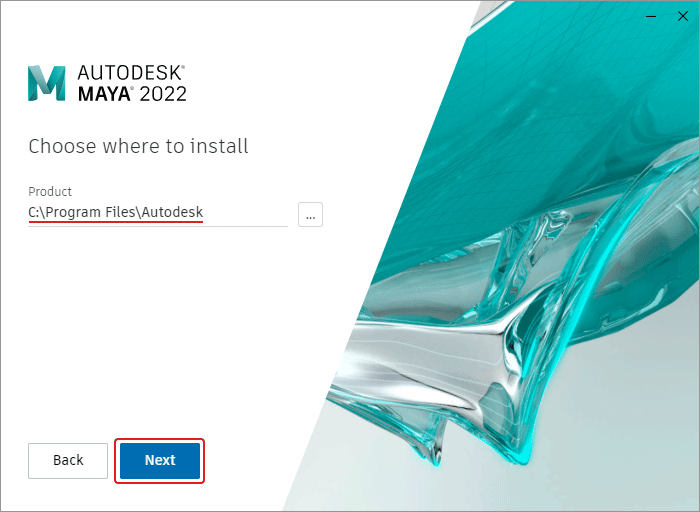 AUTODESK®
MAYA® 2022
Choose where to install
Product
C:\Program Files\Autodesk
...
Back
Next